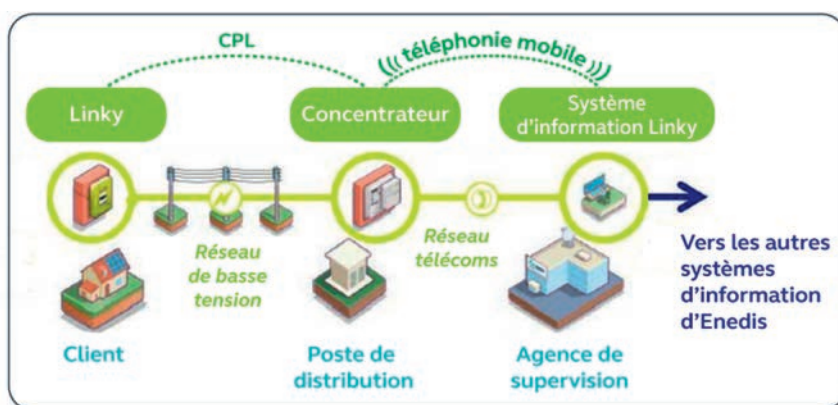 CPL
((( téléphonie mobile )))
Linky
Concentrateur
Système
d'information Linky
Réseau
de basse
tension
Réseau
télécoms
Vers les autres
systèmes
d'information
d'Enedis
Client
Poste de
distribution
Agence de
supervision